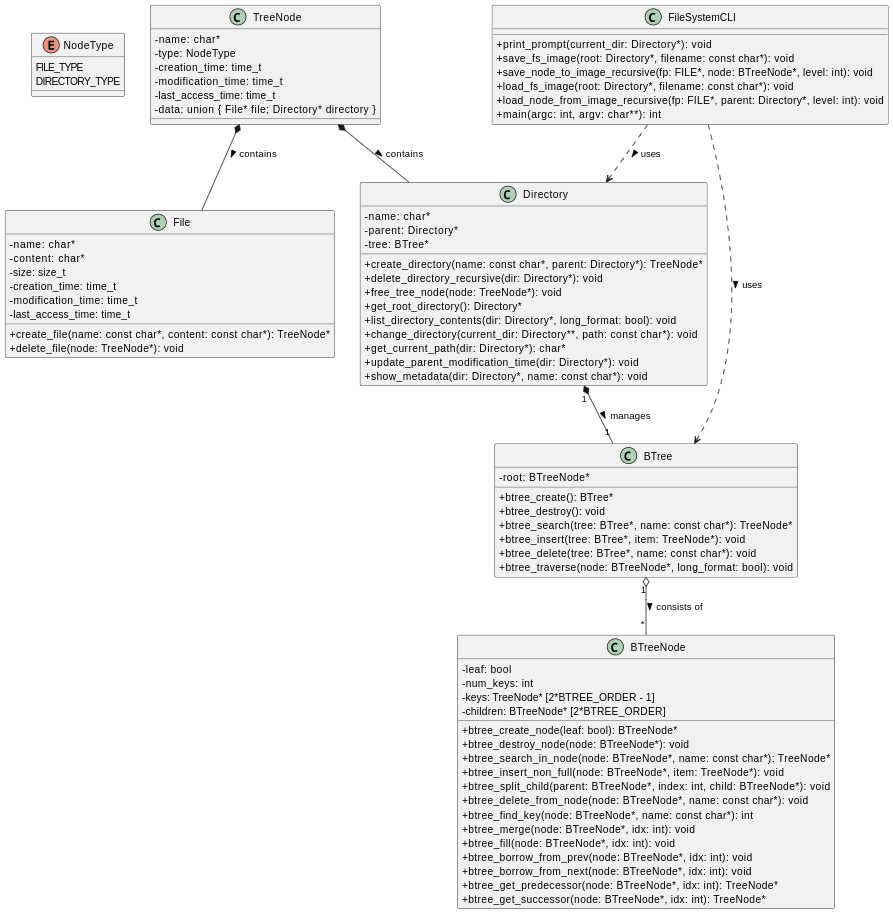 E NodeType
FILE_TYPE
DIRECTORY_TYPE
C TreeNode
-name: char*
-type: NodeType
-creation_time: time_t
-modification_time: time_t
-last_access_time: time_t
-data: union { File* file; Directory* directory }
C FileSystemCLI
+print_prompt(current_dir: Directory*): void
+save_fs_image(root: Directory*, filename: const char*): void
+save_node_to_image_recursive(fp: FILE*, node: BTreeNode*, level: int): void
+load_fs_image(root: Directory*, filename: const char*): void
+load_node_from_image_recursive(fp: FILE*, parent: Directory*, level: int): void
+main(argc: int, argv: char**): int
contains
contains
uses
C File
-name: char*
-content: char*
-size: size_t
-creation_time: time_t
-modification_time: time_t
-last_access_time: time_t
+create_file(name: const char*, content: const char*): TreeNode*
+delete_file(node: TreeNode*): void
C Directory
-name: char*
-parent: Directory*
-tree: BTree*
+create_directory(name: const char*, parent: Directory*): TreeNode*
+delete_directory_recursive(dir: Directory*): void
+free_tree_node(node: TreeNode*): void
+get_root_directory(): Directory*
+list_directory_contents(dir: Directory*, long_format: bool): void
+change_directory(current_dir: Directory**, path: const char*): void
+get_current_path(dir: Directory*): char*
+update_parent_modification_time(dir: Directory*): void
+show_metadata(dir: Directory*, name: const char*): void
uses
1
manages
1
C BTree
-root: BTreeNode*
+btree_create(): BTree*
+btree_destroy(): void
+btree_search(tree: BTree*, name: const char*): TreeNode*
+btree_insert(tree: BTree*, item: TreeNode*): void
+btree_delete(tree: BTree*, name: const char*): void
+btree_traverse(node: BTreeNode*, long_format: bool): void
1
consists of
*
C BTreeNode
-leaf: bool
-num_keys: int
-keys: TreeNode* [2*BTREE_ORDER - 1]
-children: BTreeNode* [2*BTREE_ORDER]
+btree_create_node(leaf: bool): BTreeNode*
+btree_destroy_node(node: BTreeNode*): void
+btree_search_in_node(node: BTreeNode*, name: const char*): TreeNode*
+btree_insert_non_full(node: BTreeNode*, item: TreeNode*): void
+btree_split_child(parent: BTreeNode*, index: int, child: BTreeNode*): void
+btree_delete_from_node(node: BTreeNode*, name: const char*): void
+btree_find_key(node: BTreeNode*, name: const char*): int
+btree_merge(node: BTreeNode*, idx: int): void
+btree_fill(node: BTreeNode*, idx: int): void
+btree_borrow_from_prev(node: BTreeNode*, idx: int): void
+btree_borrow_from_next(node: BTreeNode*, idx: int): void
+btree_get_predecessor(node: BTreeNode*, idx: int): TreeNode*
+btree_get_successor(node: BTreeNode*, idx: int): TreeNode*